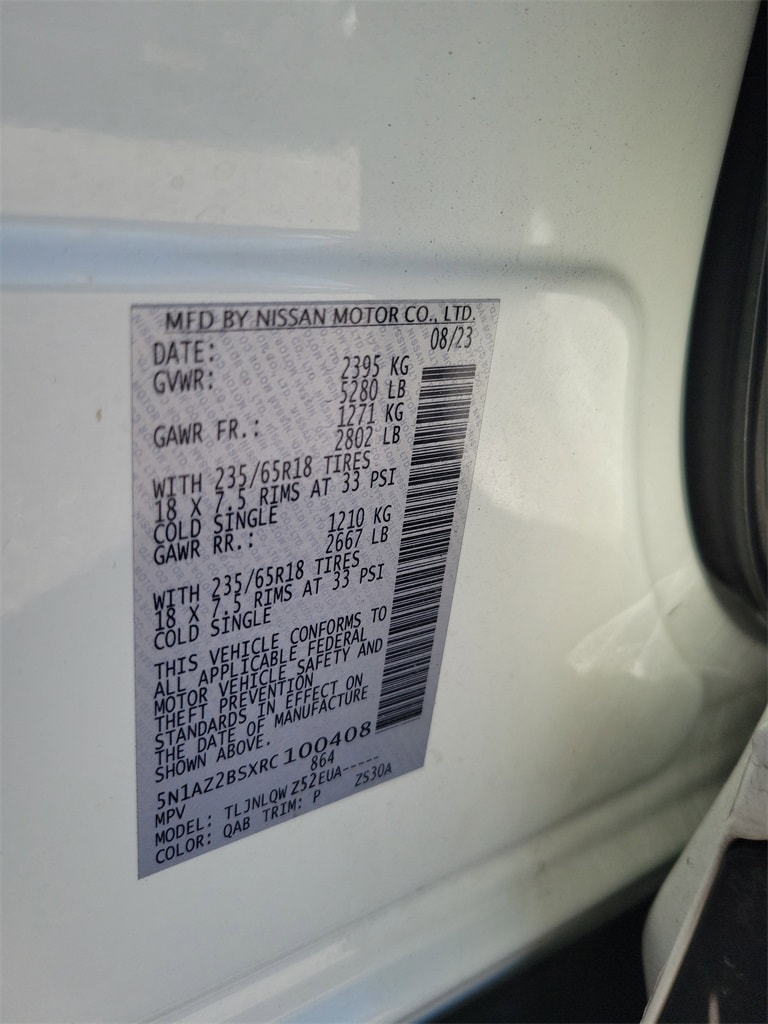 MFD BY NISSAN MOTOR CO., LTD.
DATE: 08/23
GVWR: 2395 KG
5280 LB
GAWR FR.: 1271 KG
2802 LB
WITH 235/65R18 TIRES
18 X 7.5 RIMS AT 33 PSI
COLD SINGLE
GAWR RR.: 1210 KG
2667 LB
WITH 235/65R18 TIRES
18 X 7.5 RIMS AT 33 PSI
COLD SINGLE
THIS VEHICLE CONFORMS TO
ALL APPLICABLE FEDERAL
MOTOR VEHICLE SAFETY AND
THEFT PREVENTION
STANDARDS IN EFFECT ON
THE DATE OF MANUFACTURE
SHOWN ABOVE.
5N1AZ2BSXRC100408
MPV 864
MODEL: TLJNLQW Z52EUA-----
COLOR: QAB TRIM: P ZS30A